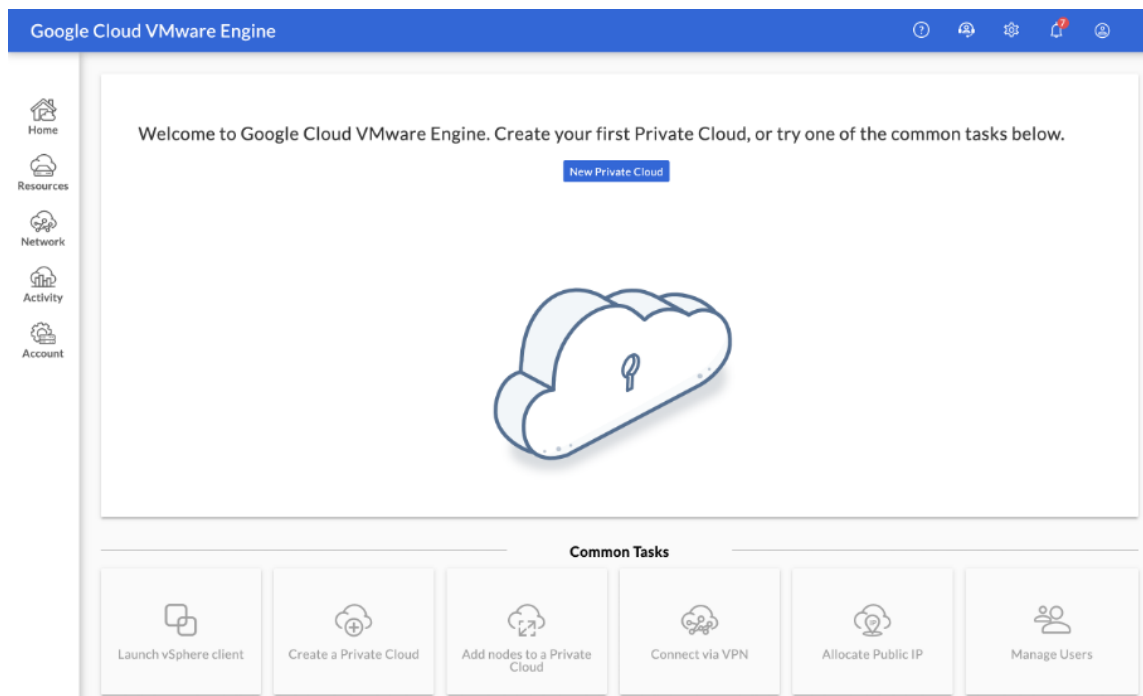 Google Cloud VMware Engine
7
Home
Resources
Network
Activity
Account
Welcome to Google Cloud VMware Engine. Create your first Private Cloud, or try one of the common tasks below.
New Private Cloud
Common Tasks
Launch vSphere client
Create a Private Cloud
Add nodes to a Private
Cloud
Connect via VPN
Allocate Public IP
Manage Users